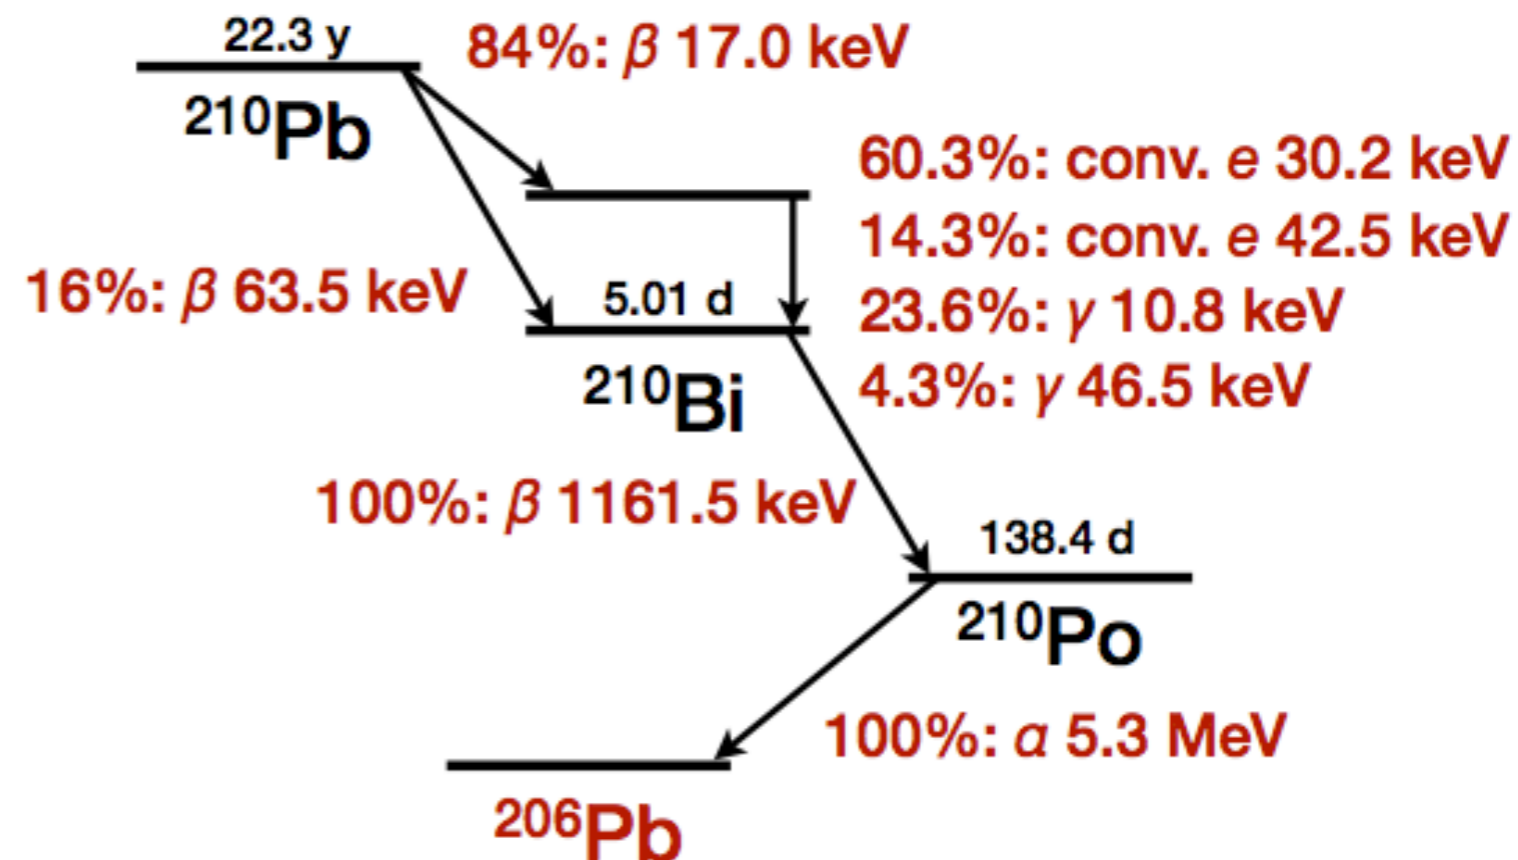 22.3 y
84%: β 17.0 keV
²¹⁰Pb
60.3%: conv. e 30.2 keV
14.3%: conv. e 42.5 keV
16%: β 63.5 keV
5.01 d
23.6%: γ 10.8 keV
²¹⁰Bi
4.3%: γ 46.5 keV
100%: β 1161.5 keV
138.4 d
²¹⁰Po
100%: α 5.3 MeV
²⁰⁶Pb